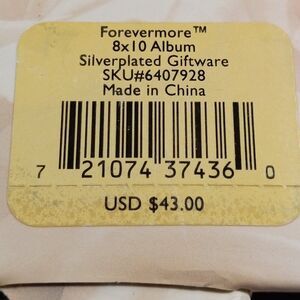 Forevermore™
8x10 Album
Silverplated Giftware
SKU#6407928
Made in China
7 21074 37436 0
USD $43.00